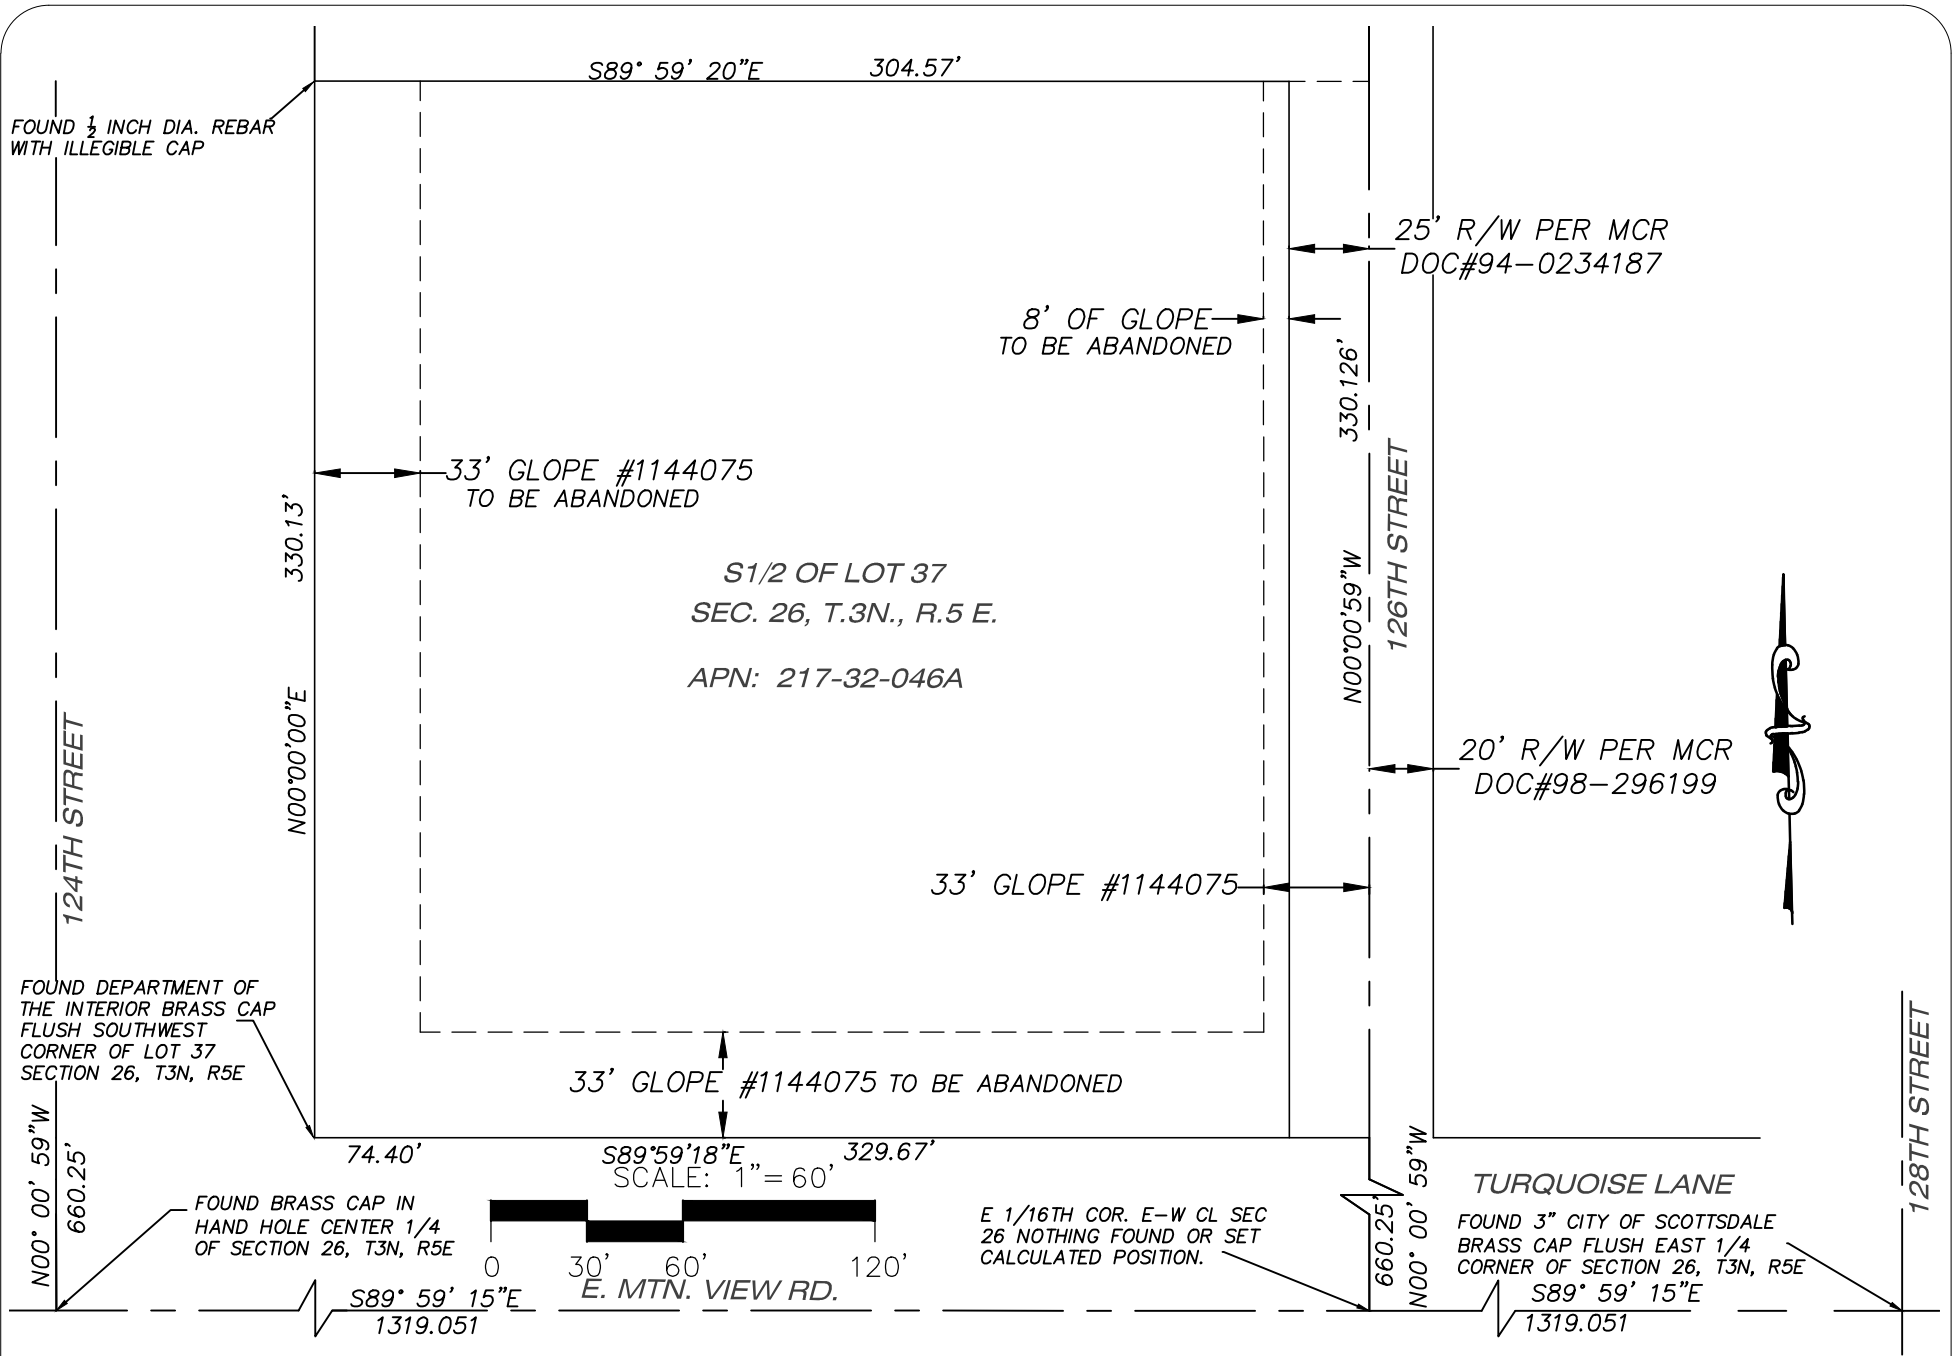 S89° 59' 20"E 304.57'
FOUND ½ INCH DIA. REBAR
WITH ILLEGIBLE CAP
25' R/W PER MCR
DOC#94-0234187
8' OF GLOPE
TO BE ABANDONED
330.126'
33' GLOPE #1144075
TO BE ABANDONED
330.13'
126TH STREET
S1/2 OF LOT 37
SEC. 26, T.3N., R.5 E.
APN: 217-32-046A
N00°00'59"W
N00°00'00"E
124TH STREET
20' R/W PER MCR
DOC#98-296199
33' GLOPE #1144075
FOUND DEPARTMENT OF
THE INTERIOR BRASS CAP
FLUSH SOUTHWEST
CORNER OF LOT 37
SECTION 26, T3N, R5E
33' GLOPE #1144075 TO BE ABANDONED
128TH STREET
N00° 00' 59"W
660.25'
74.40' S89°59'18"E 329.67'
SCALE: 1"=60'
0 30' 60' 120'
FOUND BRASS CAP IN
HAND HOLE CENTER 1/4
OF SECTION 26, T3N, R5E
E. MTN. VIEW RD.
E 1/16TH COR. E-W CL SEC
26 NOTHING FOUND OR SET
CALCULATED POSITION.
660.25'
N00° 00' 59"W
TURQUOISE LANE
FOUND 3" CITY OF SCOTTSDALE
BRASS CAP FLUSH EAST 1/4
CORNER OF SECTION 26, T3N, R5E
S89° 59' 15"E
1319.051
S89° 59' 15"E
1319.051